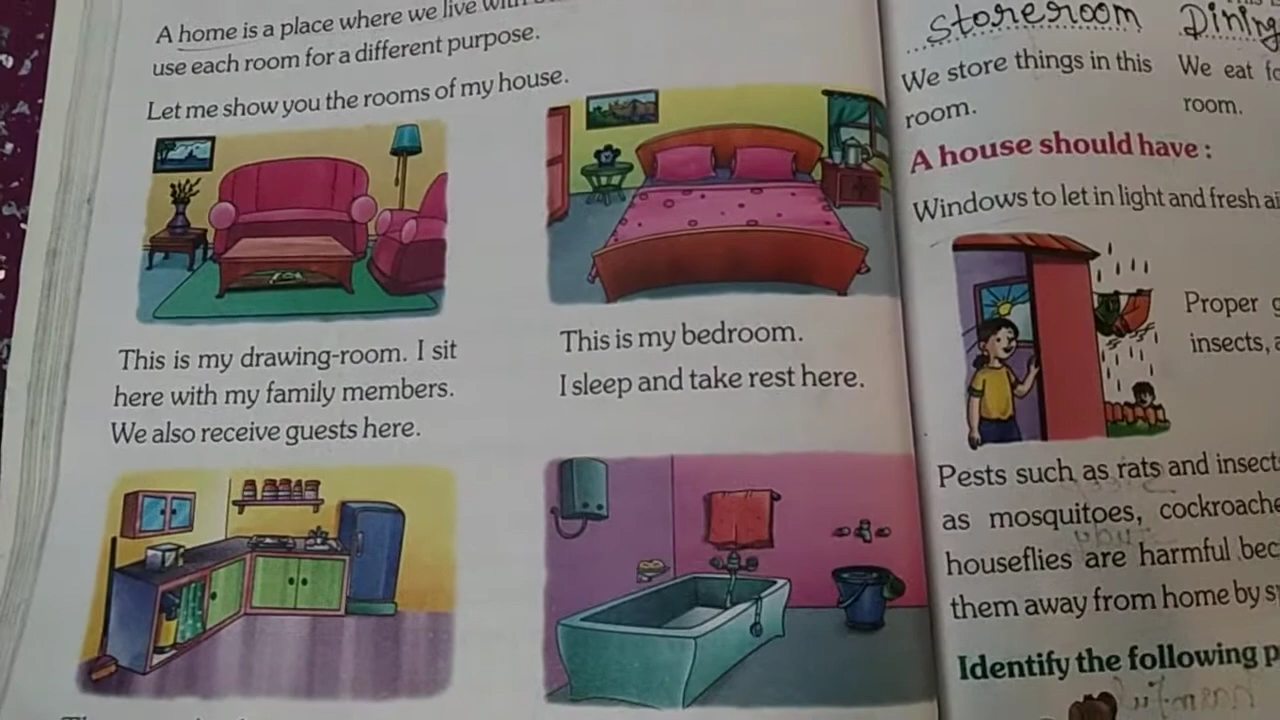 A home is a place where we live
use each room for a different purpose.
Let me show you the rooms of my house.
This is my drawing-room. I sit
here with my family members.
We also receive guests here.
This is my bedroom.
I sleep and take rest here.
storeroom Dining
We store things in this We eat
room. room.
A house should have :
Windows to let in light and fresh
Proper
insects,
Pests such as rats and
as mosquitoes,
houseflies are harmful
them away from home by
Identify the following